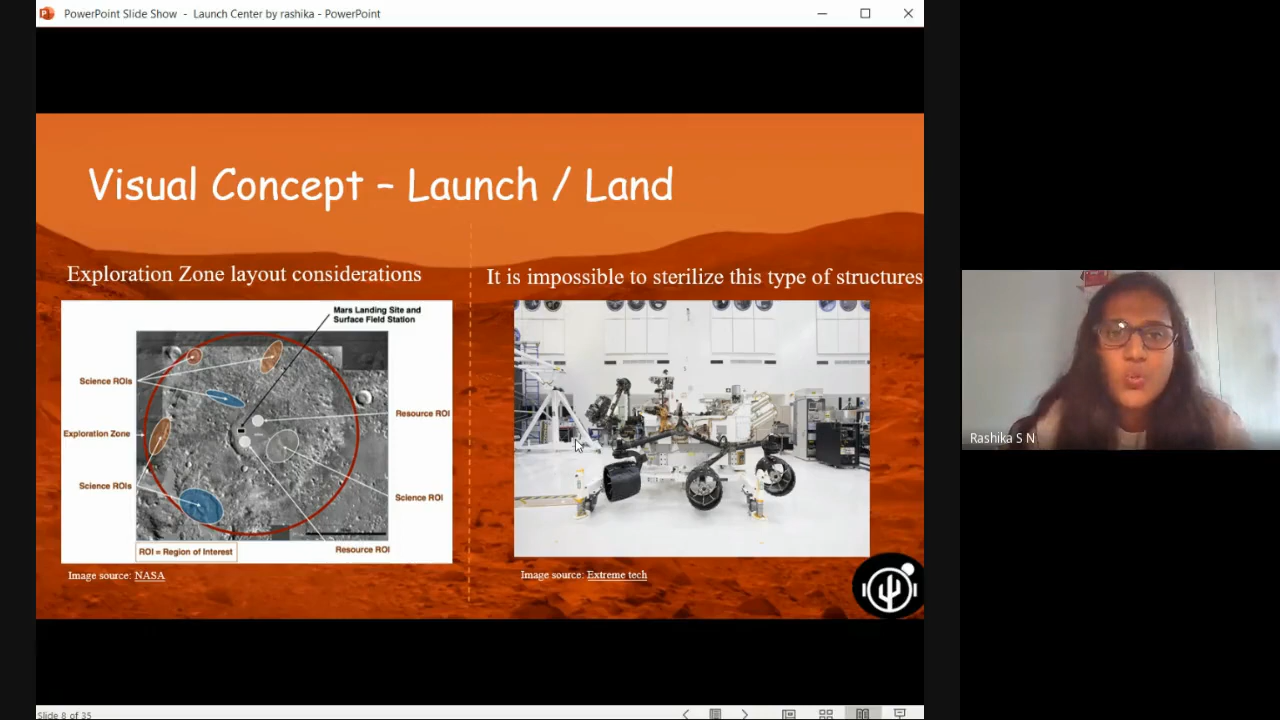 PowerPoint Slide Show - Launch Center by rashika - PowerPoint
Visual Concept – Launch / Land
Exploration Zone layout considerations
Mars Landing Site and
Surface Field Station
Science ROIs
Resource ROI
Exploration Zone
Science ROIs
Science ROI
ROI = Region of Interest
Resource ROI
Image source: NASA
It is impossible to sterilize this type of structures
Image source: Extreme tech
Rashika S N
Slide 8 of 35